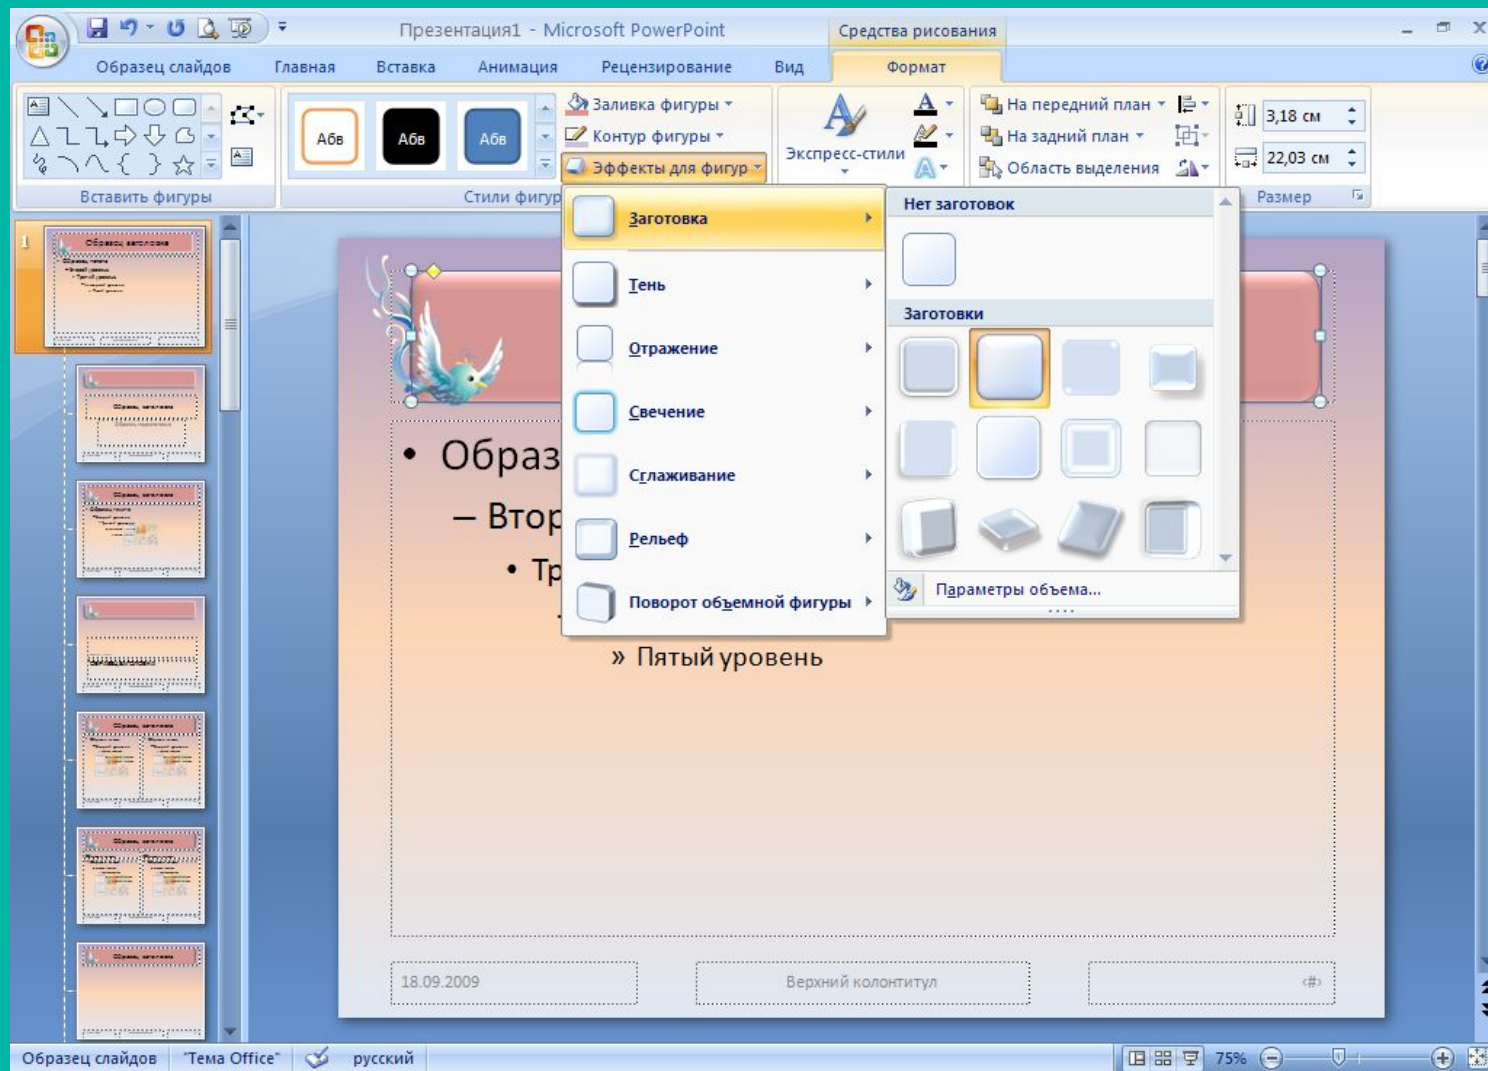 Презентация1 - Microsoft PowerPoint
Средства рисования
Образец слайдов Главная Вставка Анимация Рецензирование Вид Формат
Абв Абв Абв
Заливка фигуры
Контур фигуры
Эффекты для фигур
Экспресс-стили
На передний план
На задний план
Область выделения
3,18 см
22,03 см
Вставить фигуры
Стили фигур
Размер
Заготовка
Тень
Отражение
Свечение
Сглаживание
Рельеф
Поворот объемной фигуры
Нет заготовок
Заготовки
Параметры объема...
1
Образец заголовка
• Образ
– Втор
• Тр
» Пятый уровень
18.09.2009
Верхний колонтитул
‹#›
Образец слайдов "Тема Office" русский 75%